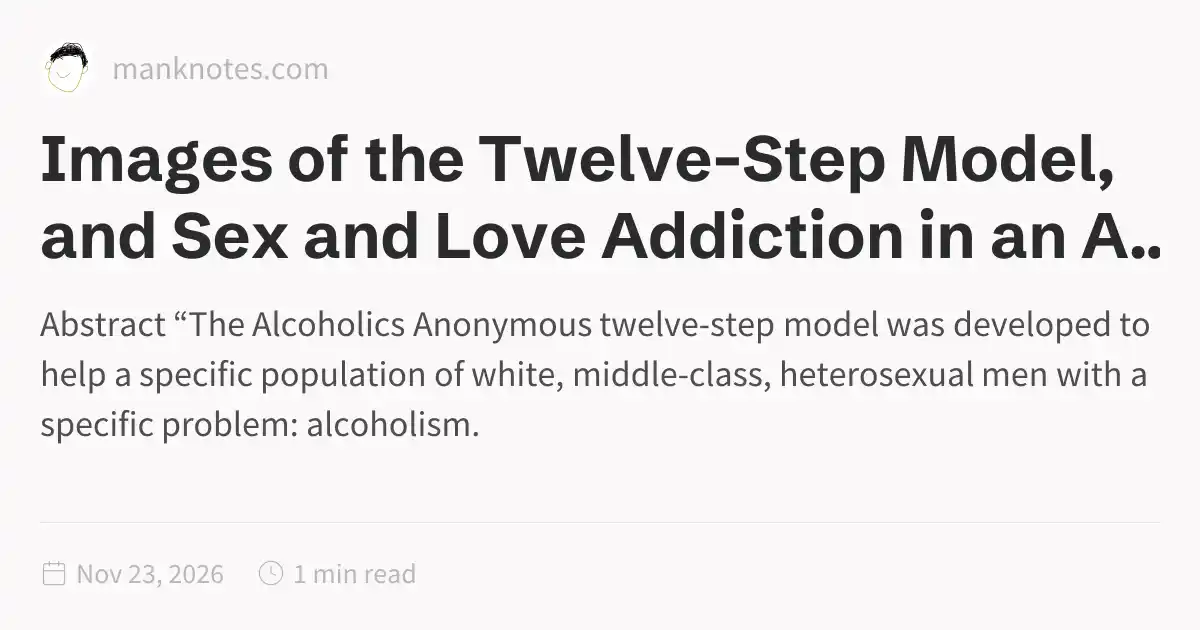 manknotes.com
Images of the Twelve-Step Model,
and Sex and Love Addiction in an A..
Abstract “The Alcoholics Anonymous twelve-step model was developed to
help a specific population of white, middle-class, heterosexual men with a
specific problem: alcoholism.
Nov 23, 2026 1 min read